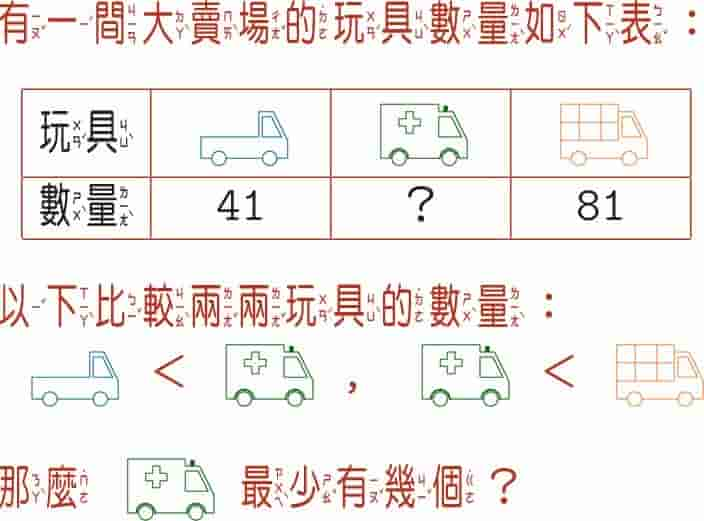 有一間大賣場的玩具數量如下表：
玩具
數量 41 ? 81
以下比較兩兩玩具的數量：
< , <
那麼 最少有幾個？